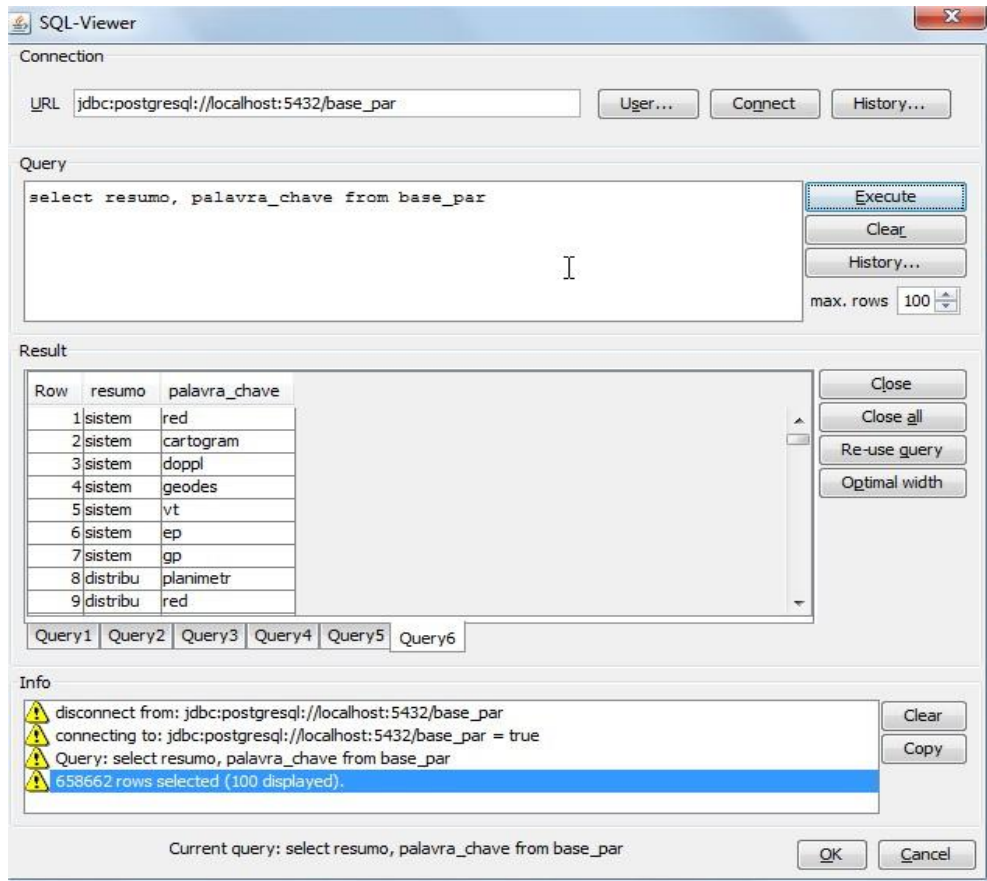 SQL-Viewer
Connection
URL jdbc:postgresql://localhost:5432/base_par User... Connect History...
Query
select resumo, palavra_chave from base_par
Execute
Clear
History...
max. rows 100
Result
Row resumo palavra_chave
1 sistem red
2 sistem cartogram
3 sistem doppl
4 sistem geodes
5 sistem vt
6 sistem ep
7 sistem gp
8 distribu planimetr
9 distribu red
Close
Close all
Re-use query
Optimal width
Query1 Query2 Query3 Query4 Query5 Query6
Info
disconnect from: jdbc:postgresql://localhost:5432/base_par
connecting to: jdbc:postgresql://localhost:5432/base_par = true
Query: select resumo, palavra_chave from base_par
658662 rows selected (100 displayed).
Clear
Copy
Current query: select resumo, palavra_chave from base_par
OK Cancel